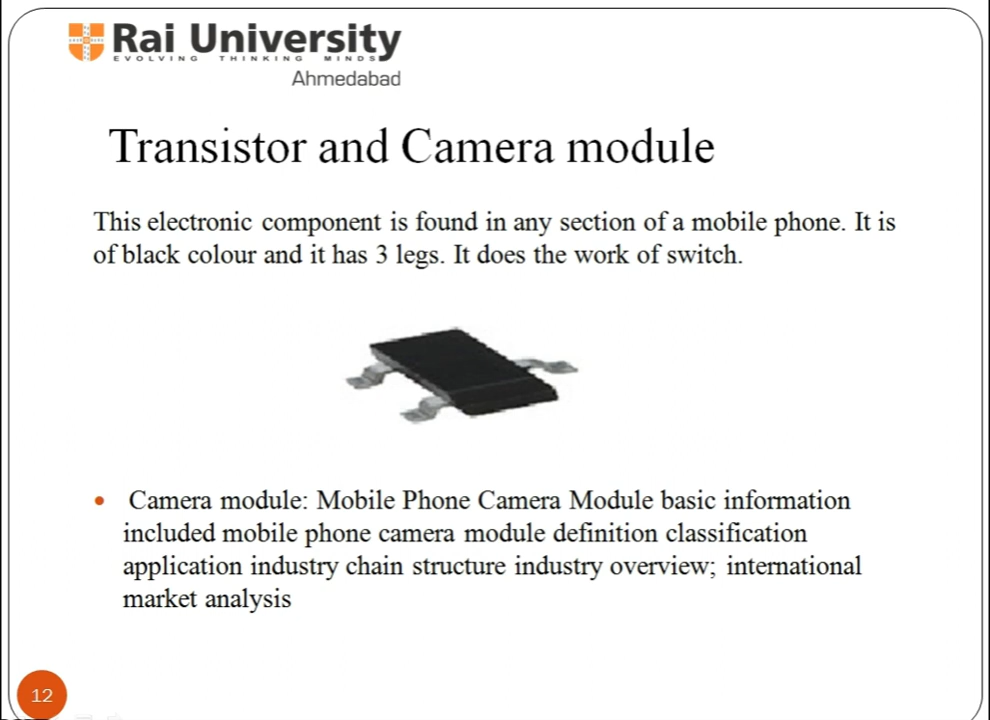 Rai University
EVOLVING THINKING MINDS
Ahmedabad
Transistor and Camera module
This electronic component is found in any section of a mobile phone. It is
of black colour and it has 3 legs. It does the work of switch.
• Camera module: Mobile Phone Camera Module basic information
included mobile phone camera module definition classification
application industry chain structure industry overview; international
market analysis
12